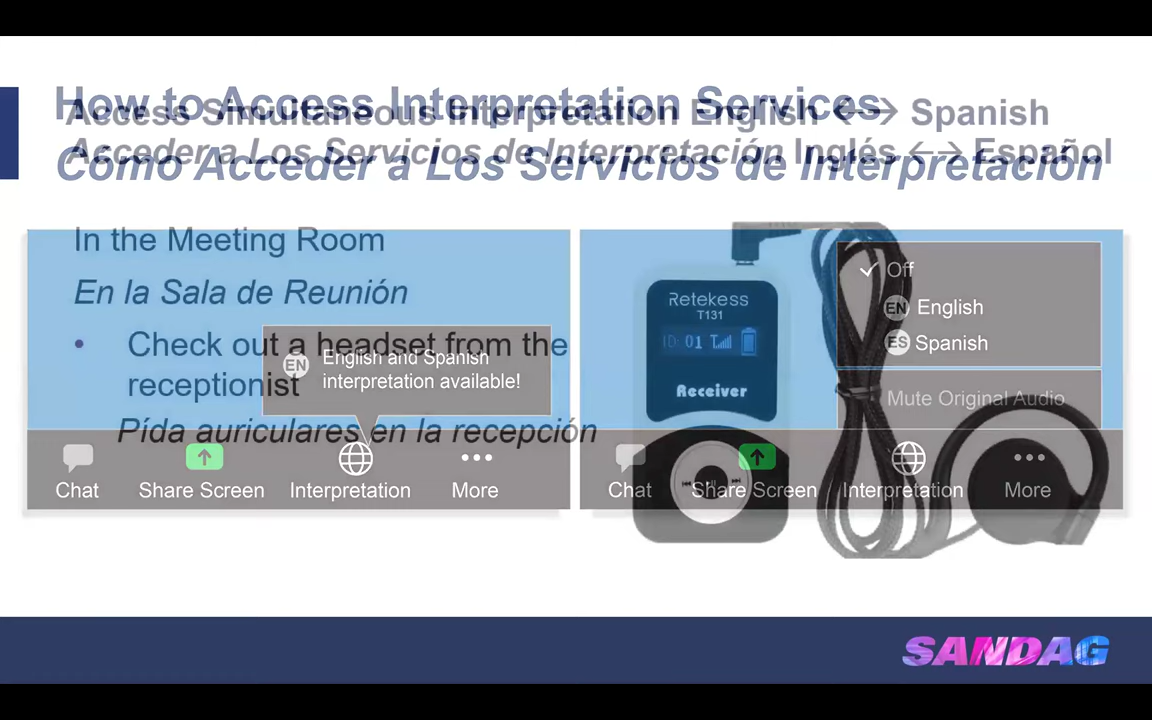 How to Access Interpretation Services
Cómo Acceder a Los Servicios de Interpretación
Access Simultaneous Interpretation English <--> Spanish
Acceder a Los Servicios de Interpretación Inglés <--> Español
In the Meeting Room
En la Sala de Reunión
• Check out a headset from the
receptionist
Pída auriculares en la recepción
EN English and Spanish
interpretation available!
Chat Share Screen Interpretation More
Retekess
T131
ID: 01
Receiver
Off
EN English
ES Spanish
Mute Original Audio
Chat Share Screen Interpretation More
SANDAG